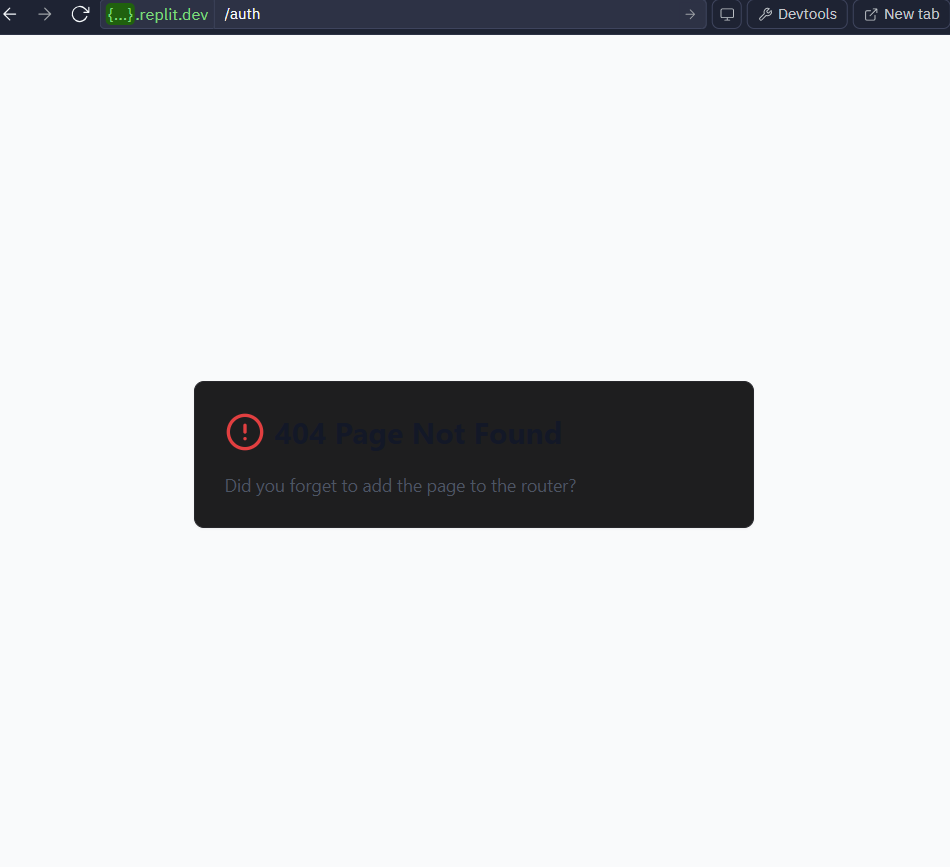 {...}.replit.dev /auth Devtools New tab
404 Page Not Found
Did you forget to add the page to the router?